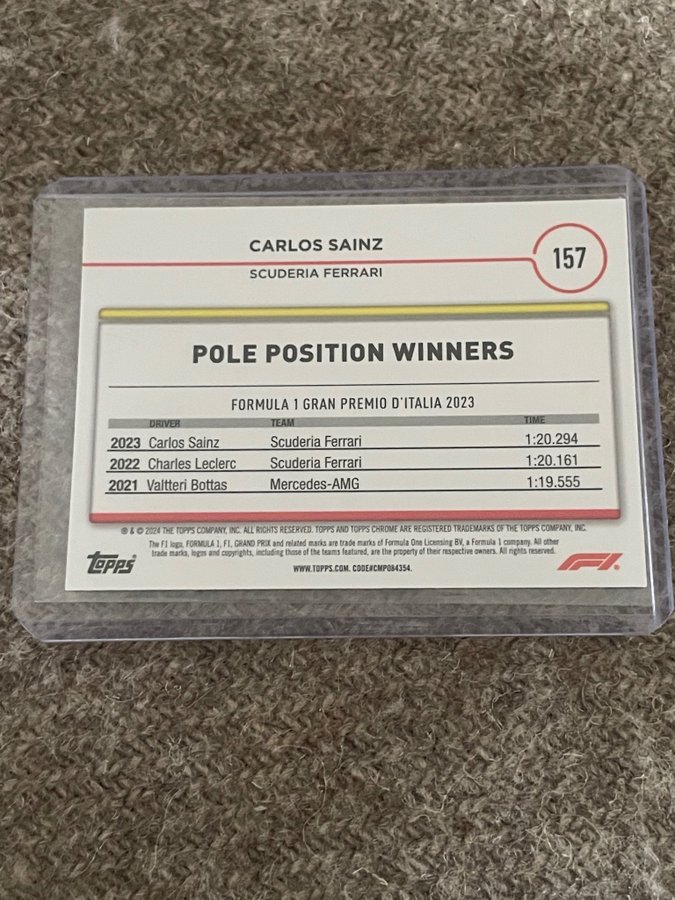 CARLOS SAINZ
157
SCUDERIA FERRARI
POLE POSITION WINNERS
FORMULA 1 GRAN PREMIO D'ITALIA 2023
DRIVER TEAM TIME
2023 Carlos Sainz Scuderia Ferrari 1:20.294
2022 Charles Leclerc Scuderia Ferrari 1:20.161
2021 Valtteri Bottas Mercedes-AMG 1:19.555
® & © 2024 THE TOPPS COMPANY, INC. ALL RIGHTS RESERVED. TOPPS AND TOPPS CHROME ARE REGISTERED TRADEMARKS OF THE TOPPS COMPANY, INC.
The F1 logo, FORMULA 1, F1, GRAND PRIX and related marks are trade marks of Formula One Licensing BV, a Formula 1 company. All other
trade marks, logos and copyrights, including those of the teams featured, are the property of their respective owners. All rights reserved.
Topps®
WWW.TOPPS.COM. CODE#CMP084354.
F1®